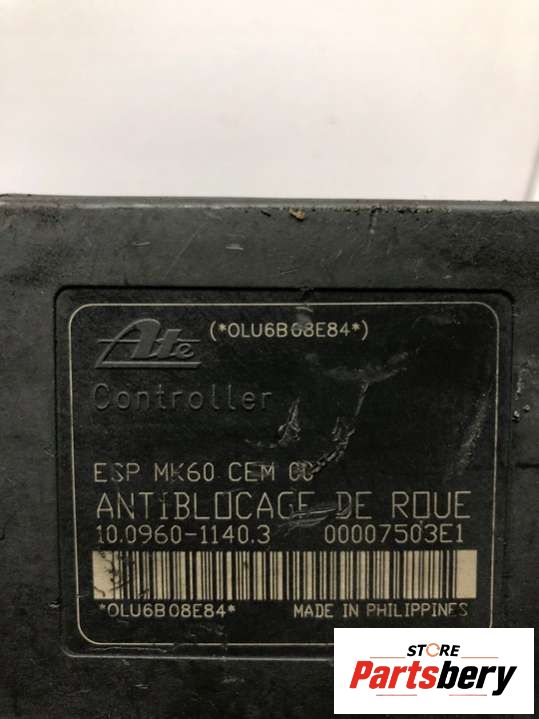 Ate (*OLU6B08E84*)
Controller
ESP MK60 CEM CC
ANTIBLOCAGE DE ROUE
10.0960-1140.3 00007503E1
*OLU6B08E84* MADE IN PHILIPPINES
STORE
Partsbery